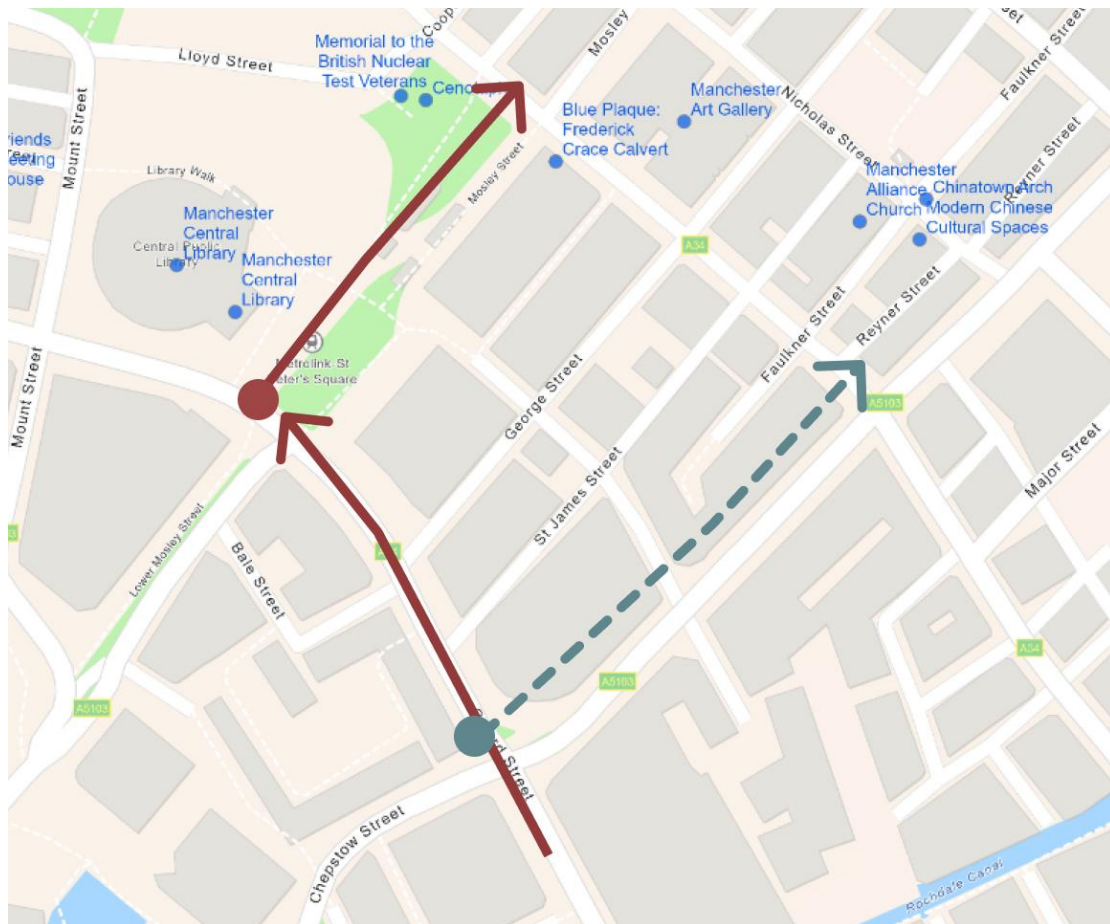 Lloyd Street
Memorial to the
British Nuclear
Test Veterans
Mosley
Faulkner Street
Manchester
Art Gallery
Nicholas Street
Blue Plaque:
Frederick
Crace Calvert
Mount Street
Library Walk
Mosley Street
Reyner Street
Manchester
Alliance
Church
Chinatown Arch
Modern Chinese
Cultural Spaces
Manchester
Central
Library
Central Public
Library
Manchester
Central
Library
A34
Reyner Street
Faulkner Street
Mount Street
George Street
A5103
St James Street
Major Street
Lower Mosley Street
Bale Street
A34
A5103
A5103
Chepstow Street
Rochdale Canal